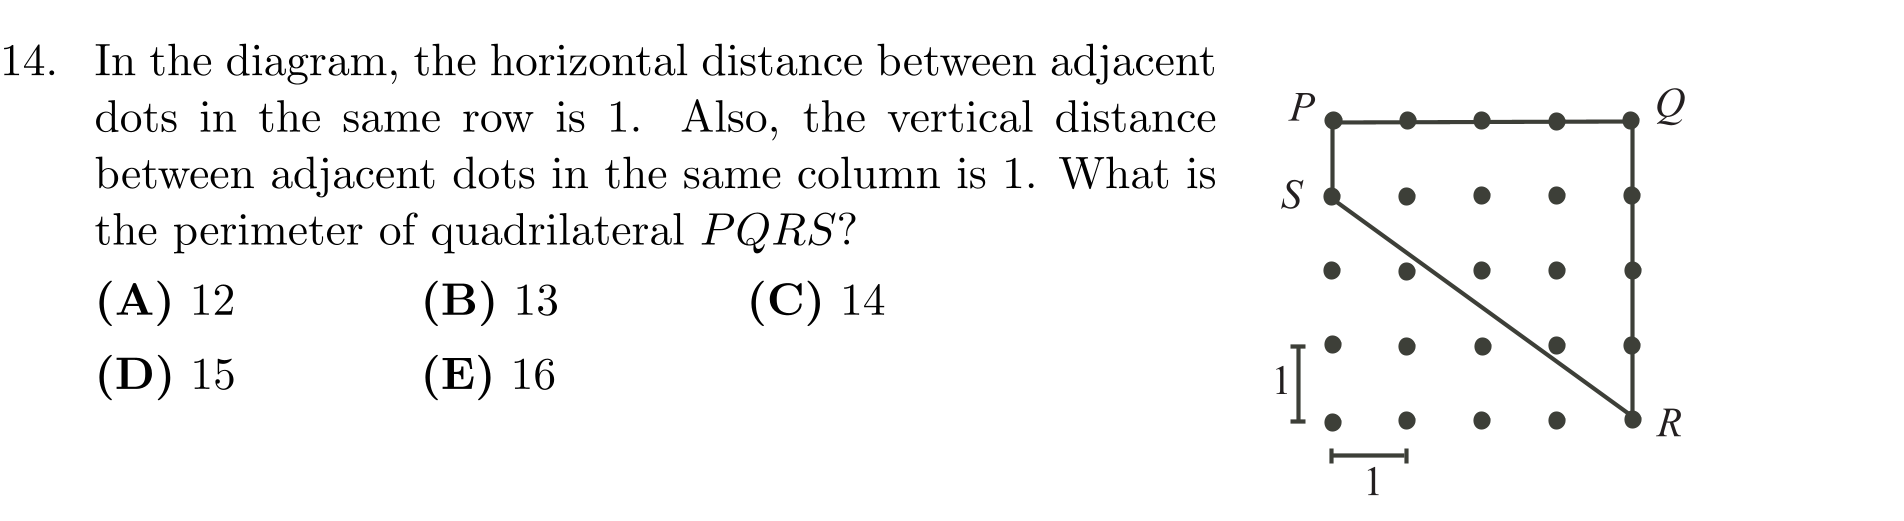 14. In the diagram, the horizontal distance between adjacent
dots in the same row is 1. Also, the vertical distance
between adjacent dots in the same column is 1. What is
the perimeter of quadrilateral PQRS?
(A) 12 (B) 13 (C) 14
(D) 15 (E) 16
P Q
S
1
R
1